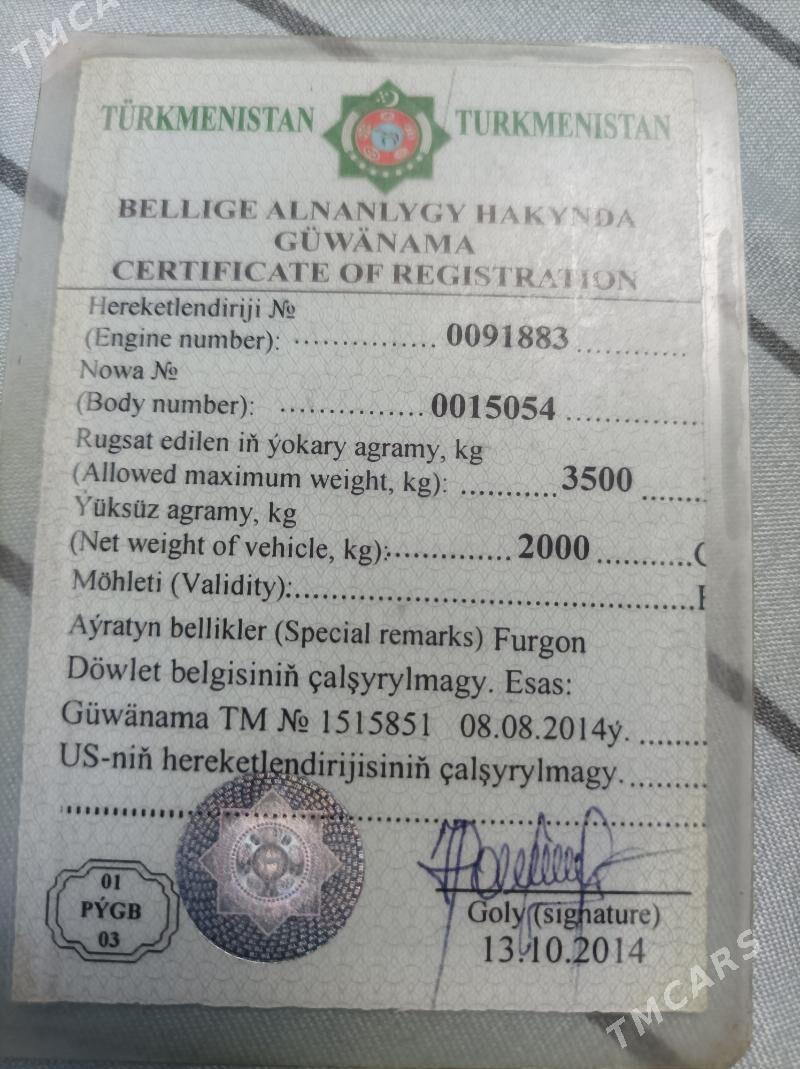 TMCARS
TÜRKMENISTAN TURKMENISTAN
BELLIGE ALNANLYGY HAKYNDA
GÜWÄNAMA
CERTIFICATE OF REGISTRATION
Hereketlendiriji №
(Engine number): ................ 0091883 ............
Nowa №
(Body number): ................ 0015054 ...............
Rugsat edilen iň ýokary agramy, kg
(Allowed maximum weight, kg): ........... 3500 .......
Ýüksüz agramy, kg
(Net weight of vehicle, kg):............... 2000 ...........
Möhleti (Validity):..............................................
Aýratyn bellikler (Special remarks) Furgon
Döwlet belgisiniň çalşyrylmagy. Esas:
Güwänama TM № 1515851 08.08.2014ý. ........
US-niň hereketlendirijisiniň çalşyrylmagy..........
01
PÝGB
03
Goly (signature)
13.10.2014
TMCARS